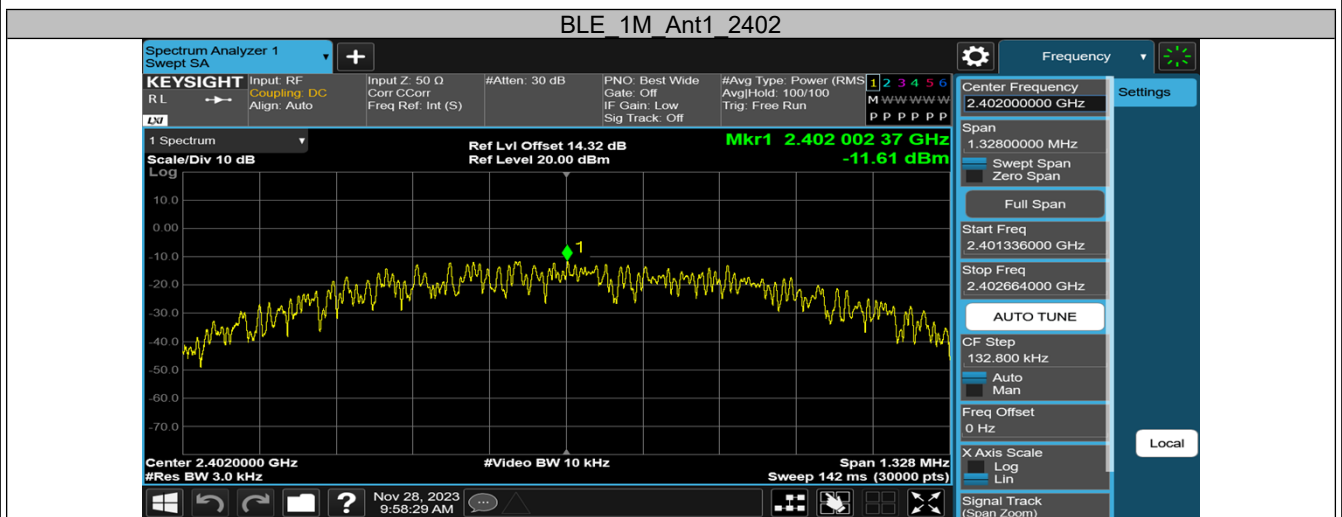 BLE_1M_Ant1_2402
Spectrum Analyzer 1
Swept SA
+
Frequency
KEYSIGHT
RL
LXI
Input: RF
Coupling: DC
Align: Auto
Input Z: 50 Ω
Corr CCorr
Freq Ref: Int (S)
#Atten: 30 dB
PNO: Best Wide
Gate: Off
IF Gain: Low
Sig Track: Off
#Avg Type: Power (RMS
Avg|Hold: 100/100
Trig: Free Run
1 2 3 4 5 6
M W W W W W
P P P P P P
1 Spectrum
Scale/Div 10 dB
Log
Ref Lvl Offset 14.32 dB
Ref Level 20.00 dBm
Mkr1 2.402 002 37 GHz
-11.61 dBm
10.0
0.00
-10.0
-20.0
-30.0
-40.0
-50.0
-60.0
-70.0
1
Center 2.4020000 GHz
#Res BW 3.0 kHz
#Video BW 10 kHz
Span 1.328 MHz
Sweep 142 ms (30000 pts)
?
Nov 28, 2023
9:58:29 AM
Center Frequency
2.402000000 GHz
Span
1.32800000 MHz
Swept Span
Zero Span
Full Span
Start Freq
2.401336000 GHz
Stop Freq
2.402664000 GHz
AUTO TUNE
CF Step
132.800 kHz
Auto
Man
Freq Offset
0 Hz
X Axis Scale
Log
Lin
Signal Track
(Span Zoom)
Settings
Local